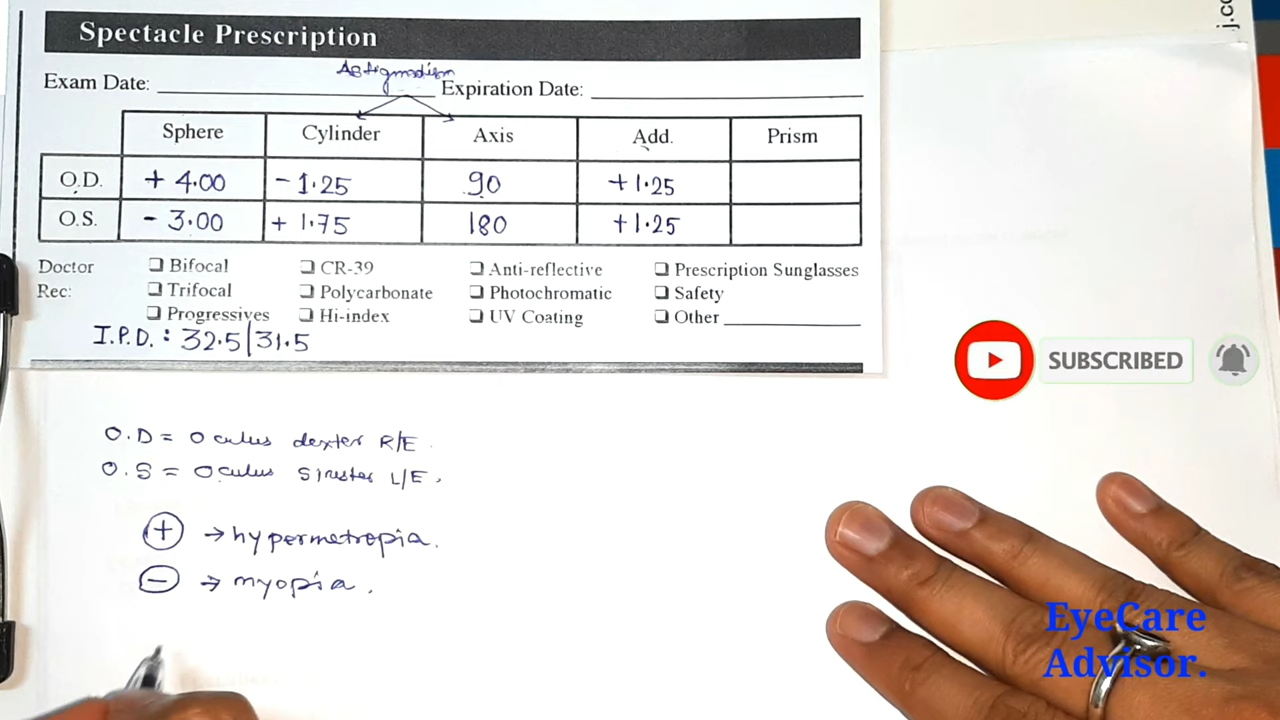 j.co
Spectacle Prescription
Astigmatism
Exam Date: Expiration Date:
Sphere Cylinder Axis Add. Prism
O.D. + 4.00 - 1.25 90 +1.25
O.S. - 3.00 + 1.75 180 +1.25
Doctor ❑ Bifocal ❑ CR-39 ❑ Anti-reflective ❑ Prescription Sunglasses
Rec: ❑ Trifocal ❑ Polycarbonate ❑ Photochromatic ❑ Safety
❑ Progressives ❑ Hi-index ❑ UV Coating ❑ Other
I.P.D. : 32.5|31.5
SUBSCRIBED
O.D = Oculus dexter R/E.
O.S = Oculus Sinester L/E,
+ → hypermetropia.
- → myopia.
EyeCare
Advisor.